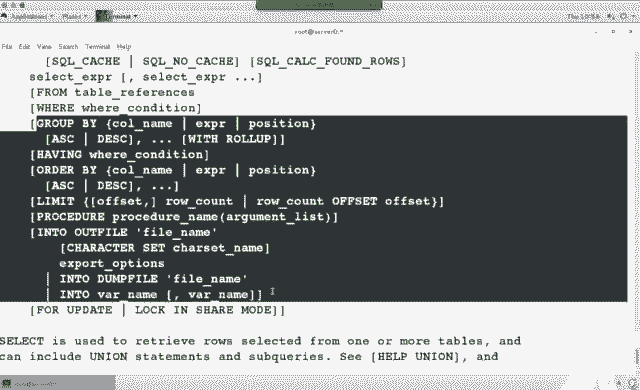 Applications Places Terminal
root@server0:~
File Edit View Search Terminal Help
[SQL_CACHE | SQL_NO_CACHE] [SQL_CALC_FOUND_ROWS]
select_expr [, select_expr ...]
[FROM table_references
[WHERE where_condition]
[GROUP BY {col_name | expr | position}
[ASC | DESC], ... [WITH ROLLUP]]
[HAVING where_condition]
[ORDER BY {col_name | expr | position}
[ASC | DESC], ...]
[LIMIT {[offset,] row_count | row_count OFFSET offset}]
[PROCEDURE procedure_name(argument_list)]
[INTO OUTFILE 'file_name'
[CHARACTER SET charset_name]
export_options
| INTO DUMPFILE 'file_name'
| INTO var_name [, var_name]]
[FOR UPDATE | LOCK IN SHARE MODE]]
SELECT is used to retrieve rows selected from one or more tables, and
can include UNION statements and subqueries. See [HELP UNION], and